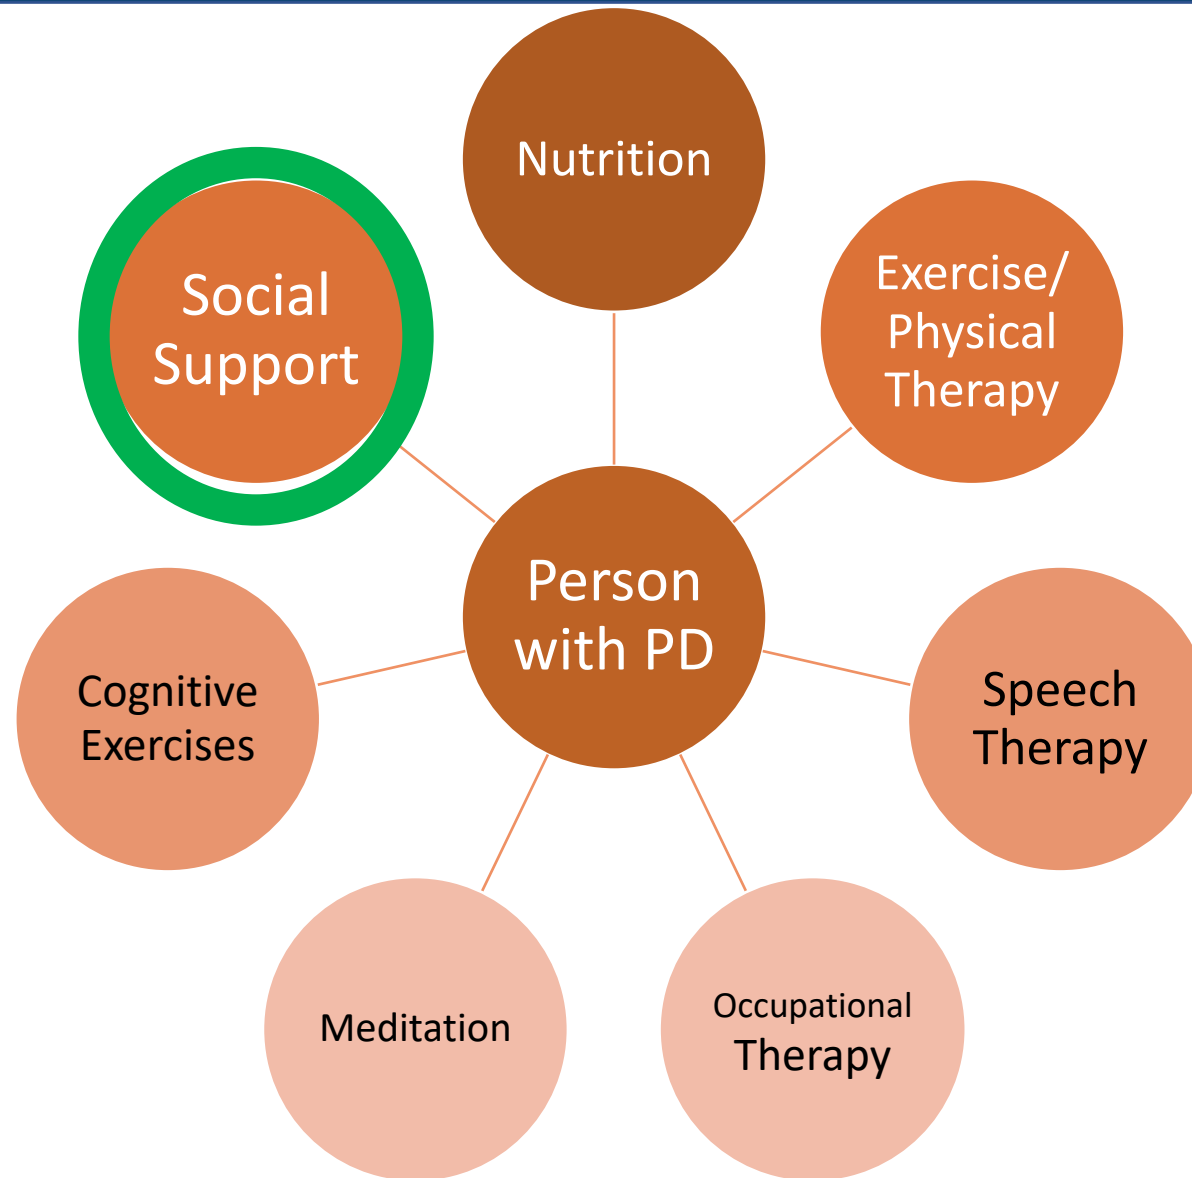 Nutrition
Exercise/
Physical
Therapy
Social
Support
Person
with PD
Speech
Therapy
Cognitive
Exercises
Occupational
Therapy
Meditation